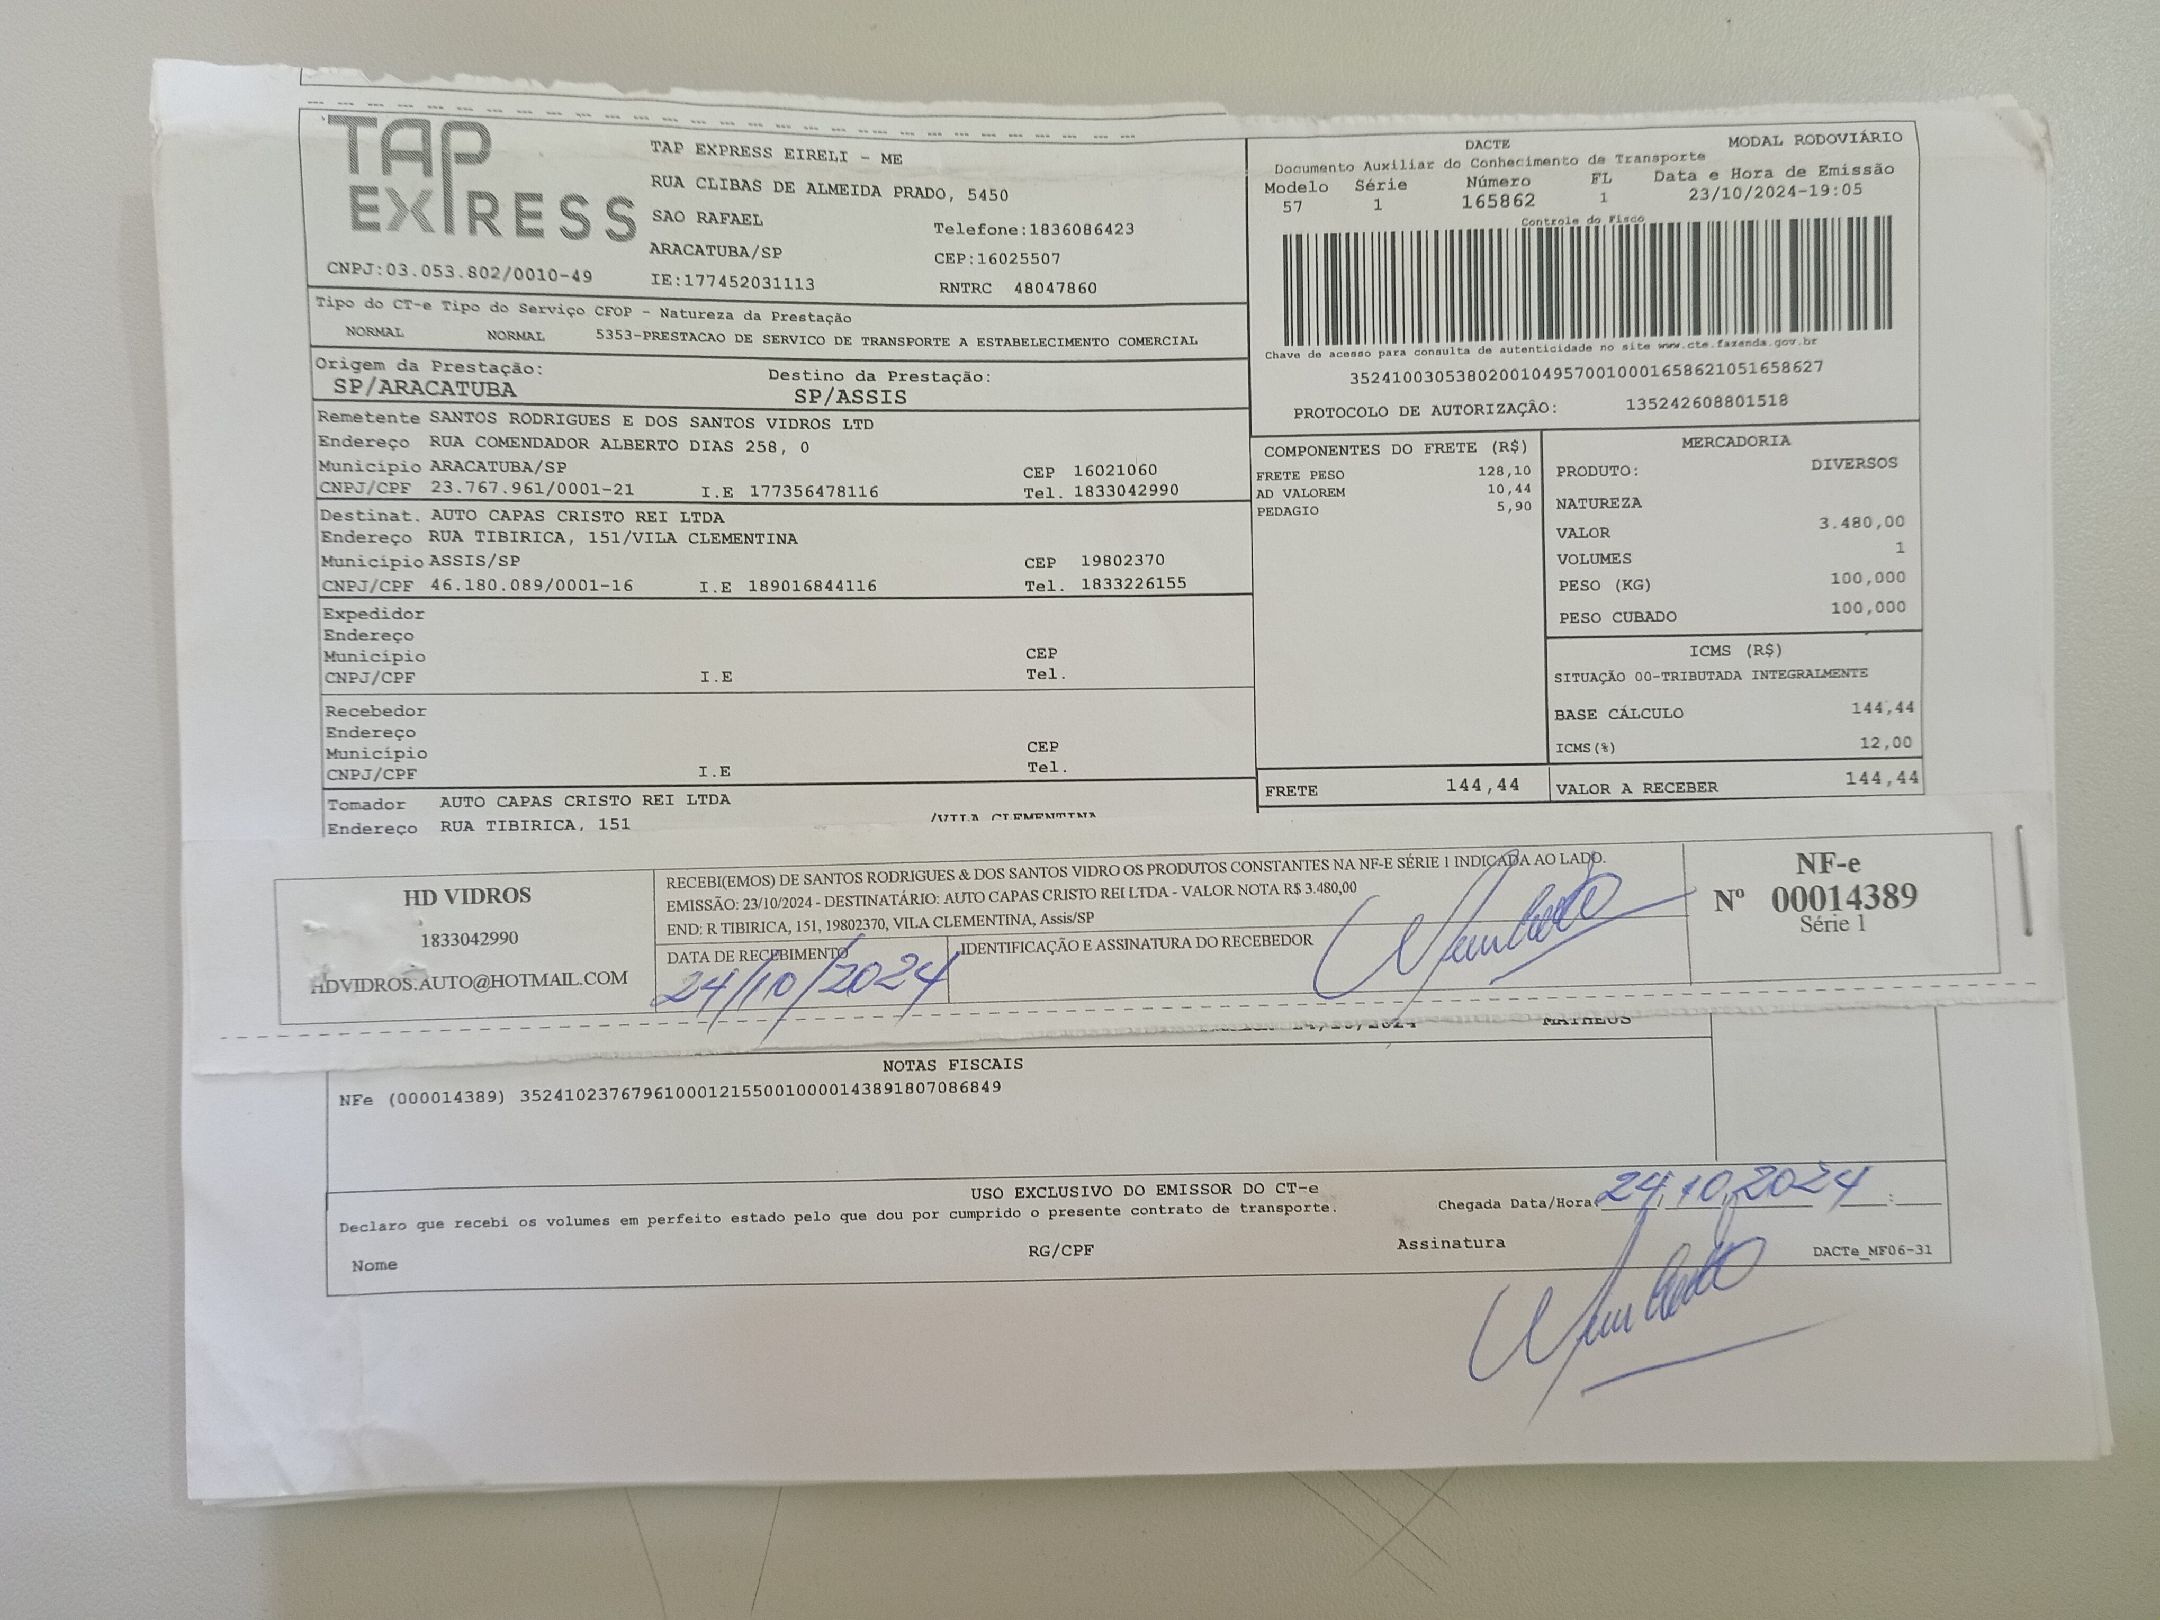 TAP EXPRESS
TAP EXPRESS EIRELI - ME
RUA CLIBAS DE ALMEIDA PRADO, 5450
SAO RAFAEL
Telefone:1836086423
ARACATUBA/SP
CEP:16025507
CNPJ:03.053.802/0010-49
IE:177452031113
RNTRC 48047860
DACTE
MODAL RODOVIÁRIO
Documento Auxiliar do Conhecimento de Transporte
Modelo Série Número FL Data e Hora de Emissão
57 1 165862 1 23/10/2024-19:05
Controle do Fisco
Chave de acesso para consulta de autenticidade no site www.cte.fazenda.gov.br
35241003053802001049570010001658621051658627
PROTOCOLO DE AUTORIZAÇÃO: 135242608801518
Tipo do CT-e Tipo do Serviço CFOP - Natureza da Prestação
NORMAL NORMAL 5353-PRESTACAO DE SERVICO DE TRANSPORTE A ESTABELECIMENTO COMERCIAL
Origem da Prestação: Destino da Prestação:
SP/ARACATUBA SP/ASSIS
Remetente SANTOS RODRIGUES E DOS SANTOS VIDROS LTD
Endereço RUA COMENDADOR ALBERTO DIAS 258, 0
Município ARACATUBA/SP CEP 16021060
CNPJ/CPF 23.767.961/0001-21 I.E 177356478116 Tel. 1833042990
Destinat. AUTO CAPAS CRISTO REI LTDA
Endereço RUA TIBIRICA, 151/VILA CLEMENTINA
Município ASSIS/SP CEP 19802370
CNPJ/CPF 46.180.089/0001-16 I.E 189016844116 Tel. 1833226155
Expedidor
Endereço
Município CEP
CNPJ/CPF I.E Tel.
Recebedor
Endereço
Município CEP
CNPJ/CPF I.E Tel.
Tomador AUTO CAPAS CRISTO REI LTDA
Endereço RUA TIBIRICA, 151 /VILA CLEMENTINA
COMPONENTES DO FRETE (R$)
FRETE PESO 128,10
AD VALOREM 10,44
PEDAGIO 5,90
MERCADORIA
PRODUTO: DIVERSOS
NATUREZA
VALOR 3.480,00
VOLUMES 1
PESO (KG) 100,000
PESO CUBADO 100,000
ICMS (R$)
SITUAÇÃO 00-TRIBUTADA INTEGRALMENTE
BASE CÁLCULO 144,44
ICMS(%) 12,00
FRETE 144,44
VALOR A RECEBER 144,44
HD VIDROS
1833042990
HDVIDROS.AUTO@HOTMAIL.COM
RECEBI(EMOS) DE SANTOS RODRIGUES & DOS SANTOS VIDRO OS PRODUTOS CONSTANTES NA NF-E SÉRIE 1 INDICADA AO LADO.
EMISSÃO: 23/10/2024 - DESTINATÁRIO: AUTO CAPAS CRISTO REI LTDA - VALOR NOTA R$ 3.480,00
END: R TIBIRICA, 151, 19802370, VILA CLEMENTINA, Assis/SP
DATA DE RECEBIMENTO
24/10/2024
IDENTIFICAÇÃO E ASSINATURA DO RECEBEDOR
NF-e
Nº 00014389
Série 1
MATHEUS
NOTAS FISCAIS
NFe (000014389) 35241023767961000121550010000143891807086849
USO EXCLUSIVO DO EMISSOR DO CT-e
Declaro que recebi os volumes em perfeito estado pelo que dou por cumprido o presente contrato de transporte.
Chegada Data/Hora: 24/10/2024 :
Nome RG/CPF Assinatura
DACTe_MF06-31